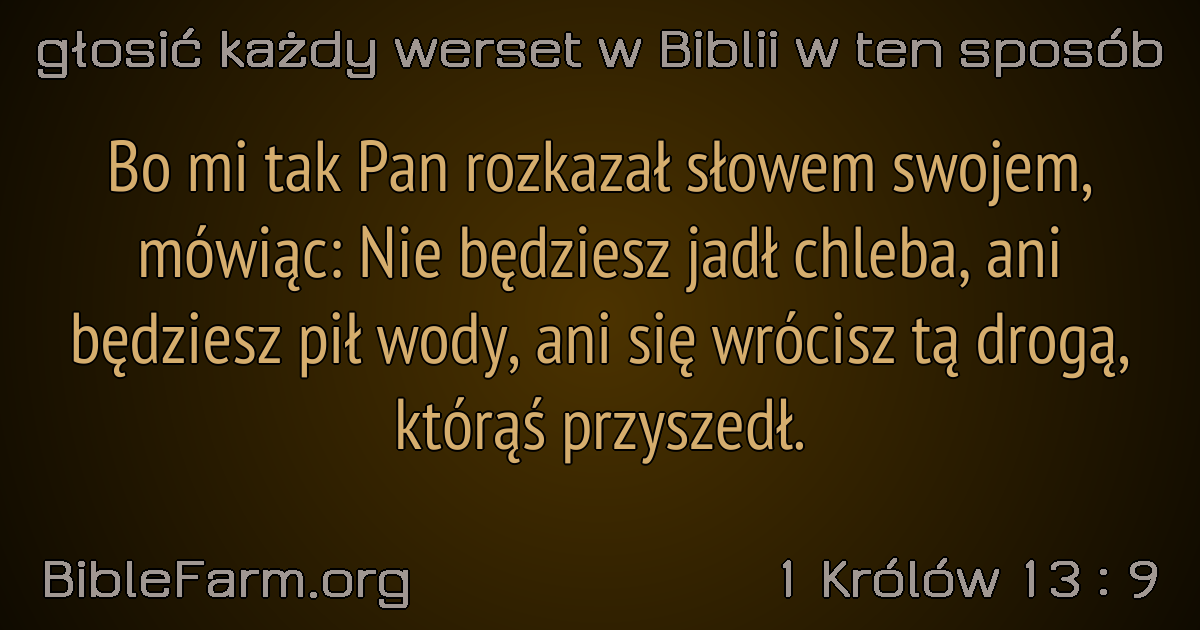 głosić każdy werset w Biblii w ten sposób
Bo mi tak Pan rozkazał słowem swojem,
mówiąc: Nie będziesz jadł chleba, ani
będziesz pił wody, ani się wrócisz tą drogą,
którąś przyszedł.
BibleFarm.org
1 Królów 13 : 9